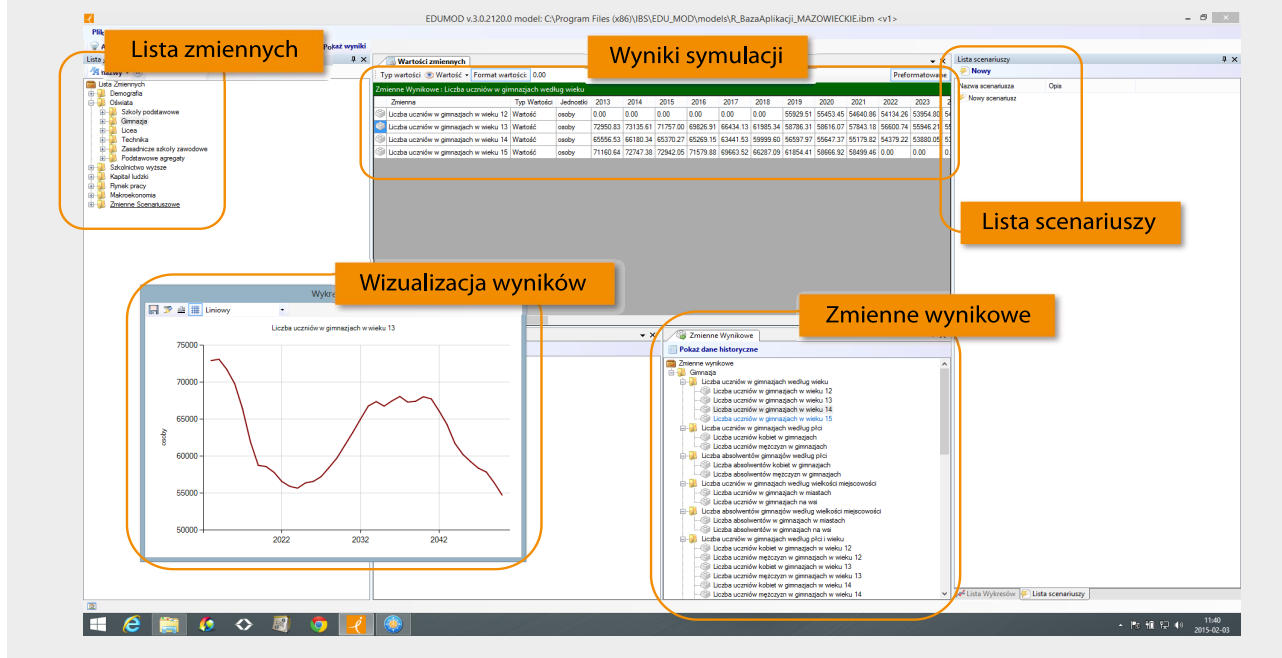 EDUMOD v.3.0.2120.0 model: C:\Program Files (x86)\IBS\EDU_MOD\models\R_BazaAplikacji_MAZOWIECKIE.ibm <v1>
Plik
Lista zmiennych
Pokaż wyniki
Lista
nazwy
Lista Zmiennych
Demografia
Oświata
Szkoły podstawowe
Gimnazja
Licea
Technika
Zasadnicze szkoły zawodowe
Podstawowe agregaty
Szkolnictwo wyższe
Kapitał ludzki
Rynek pracy
Makroekonomia
Zmienne Scenariuszowe
Wartości zmiennych
Wyniki symulacji
Typ wartości Wartość Format wartości: 0.00 Preformatowane
Zmienne Wynikowe : Liczba uczniów w gimnazjach według wieku
Zmienna Typ Wartości Jednostki 2013 2014 2015 2016 2017 2018 2019 2020 2021 2022 2023 2
Liczba uczniów w gimnazjach w wieku 12 Wartość osoby 0.00 0.00 0.00 0.00 0.00 0.00 55929.51 55453.45 54640.86 54134.26 53954.80 54
Liczba uczniów w gimnazjach w wieku 13 Wartość osoby 72950.83 73135.61 71757.00 69826.91 66434.13 61985.34 58786.31 58616.07 57843.18 56600.74 55946.21 55
Liczba uczniów w gimnazjach w wieku 14 Wartość osoby 65556.53 66180.34 65370.27 65269.15 63441.53 59999.60 56597.97 55647.37 55179.82 54379.22 53880.05 53
Liczba uczniów w gimnazjach w wieku 15 Wartość osoby 71160.64 72747.38 72942.05 71579.88 69663.52 66287.09 61854.41 58666.92 58499.46 0.00 0.00 0.
Lista scenariuszy
Nowy
Nazwa scenariusza Opis
Nowy scenariusz
Lista scenariuszy
Wizualizacja wyników
Wykre
Liniowy
Liczba uczniów w gimnazjach w wieku 13
75000
70000
65000
60000
55000
50000
osoby
2022 2032 2042
Zmienne wynikowe
Zmienne Wynikowe
Pokaż dane historyczne
Zmienne wynikowe
Gimnazja
Liczba uczniów w gimnazjach według wieku
Liczba uczniów w gimnazjach w wieku 12
Liczba uczniów w gimnazjach w wieku 13
Liczba uczniów w gimnazjach w wieku 14
Liczba uczniów w gimnazjach w wieku 15
Liczba uczniów w gimnazjach według płci
Liczba uczniów kobiet w gimnazjach
Liczba uczniów mężczyzn w gimnazjach
Liczba absolwentów gimnazjów według płci
Liczba absolwentów kobiet w gimnazjach
Liczba absolwentów mężczyzn w gimnazjach
Liczba uczniów w gimnazjach według wielkości miejscowości
Liczba uczniów w gimnazjach w miastach
Liczba uczniów w gimnazjach na wsi
Liczba absolwentów gimnazjów według wielkości miejscowości
Liczba absolwentów w gimnazjach w miastach
Liczba absolwentów w gimnazjach na wsi
Liczba uczniów w gimnazjach według płci i wieku
Liczba uczniów kobiet w gimnazjach w wieku 12
Liczba uczniów mężczyzn w gimnazjach w wieku 12
Liczba uczniów kobiet w gimnazjach w wieku 13
Liczba uczniów mężczyzn w gimnazjach w wieku 13
Liczba uczniów kobiet w gimnazjach w wieku 14
Liczba uczniów mężczyzn w gimnazjach w wieku 14
Lista Wykresów Lista scenariuszy
11:40
2015-02-03